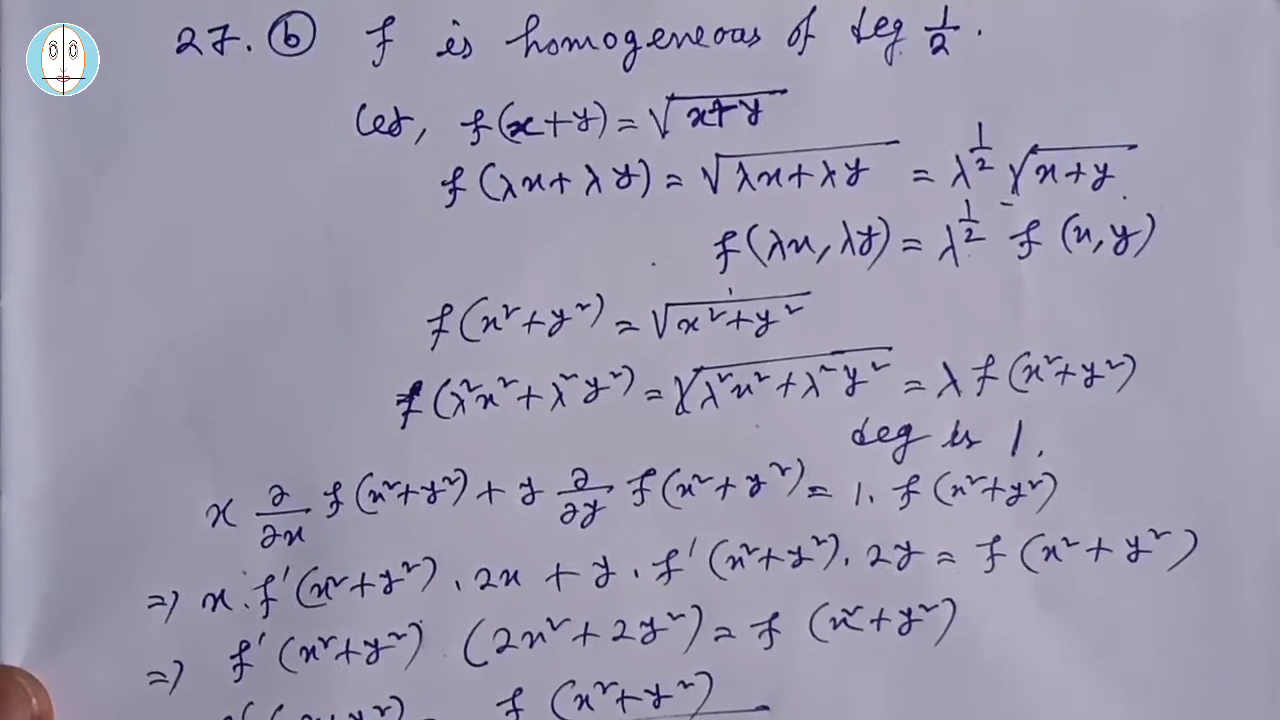 27. ⓑ f is homogeneous of deg 1/2.
Let, f(x+y) = √(x+y)
f(λx+λy) = √(λx+λy) = λ^(1/2) √(x+y)
f(λx, λy) = λ^(1/2) f(x,y)
f(x²+y²) = √(x²+y²)
f(λ²x²+λ²y²) = √(λ²x²+λ²y²) = λ f(x²+y²)
deg is 1.
x ∂/∂x f(x²+y²) + y ∂/∂y f(x²+y²) = 1. f(x²+y²)
⇒ x.f'(x²+y²).2x + y.f'(x²+y²).2y = f(x²+y²)
⇒ f'(x²+y²) (2x²+2y²) = f(x²+y²)
f(x²+y²)